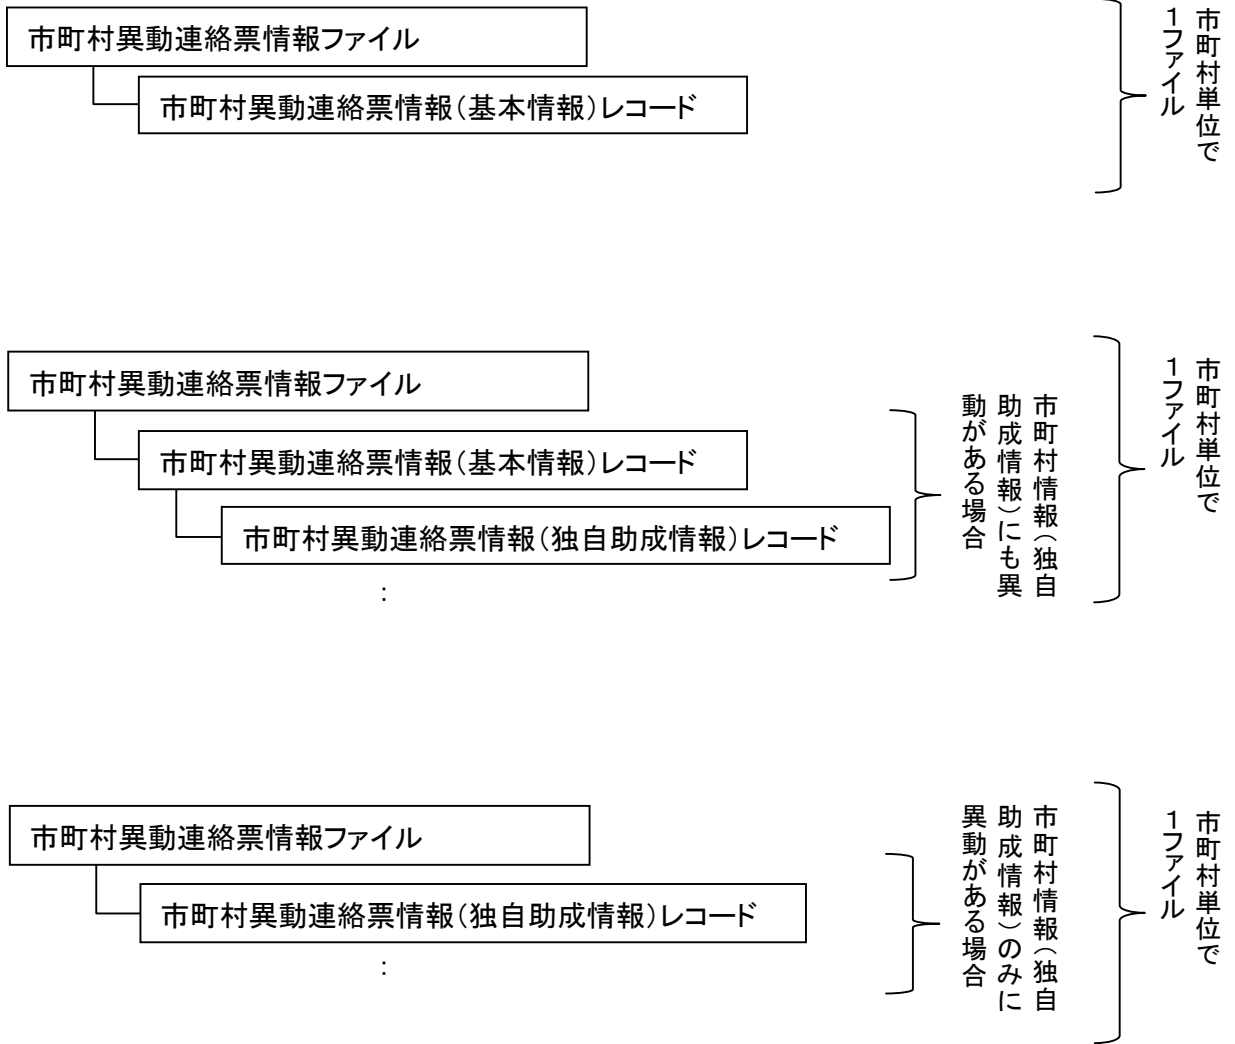 市町村異動連絡票情報ファイル
市町村異動連絡票情報（基本情報）レコード
市町村単位で
１ファイル
市町村異動連絡票情報ファイル
市町村異動連絡票情報（基本情報）レコード
市町村異動連絡票情報（独自助成情報）レコード
：
市町村情報（独自
助成情報）にも異
動がある場合
市町村単位で
１ファイル
市町村異動連絡票情報ファイル
市町村異動連絡票情報（独自助成情報）レコード
：
市町村情報（独自
助成情報）のみに
異動がある場合
市町村単位で
１ファイル